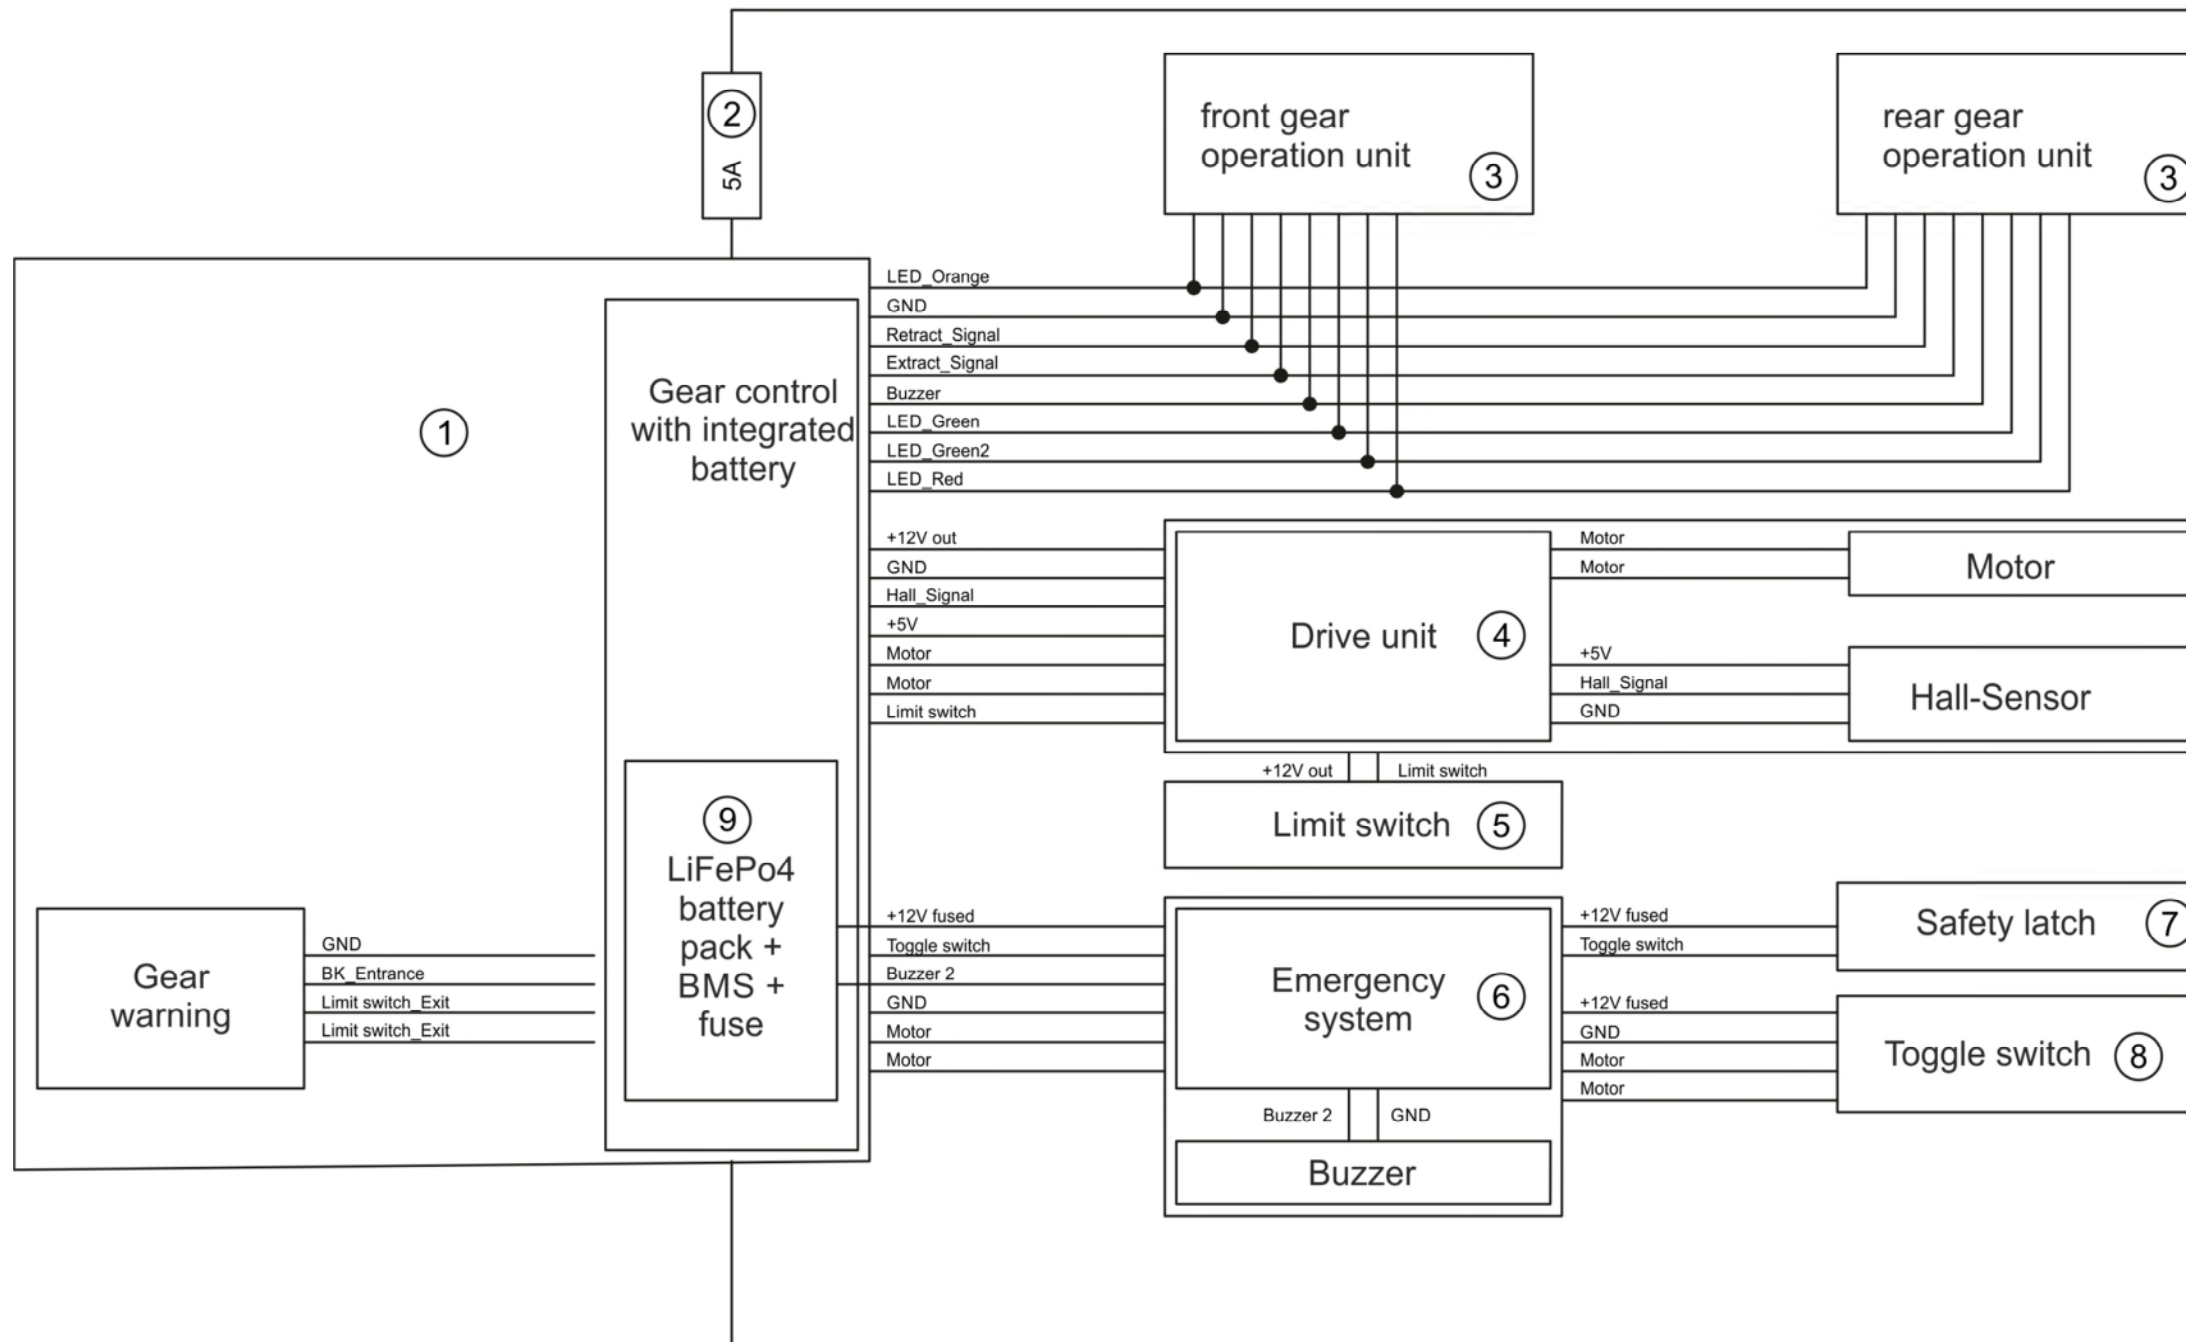 2
5A
front gear
operation unit
3
rear gear
operation unit
3
1
Gear control
with integrated
battery
LED_Orange
GND
Retract_Signal
Extract_Signal
Buzzer
LED_Green
LED_Green2
LED_Red
+12V out
GND
Hall_Signal
+5V
Motor
Motor
Limit switch
Drive unit
4
Motor
Motor
Motor
+5V
Hall_Signal
GND
Hall-Sensor
+12V out
Limit switch
Limit switch
5
9
LiFePo4
battery
pack +
BMS +
fuse
Gear
warning
GND
BK_Entrance
Limit switch_Exit
Limit switch_Exit
+12V fused
Toggle switch
Buzzer 2
GND
Motor
Motor
Emergency
system
6
+12V fused
Toggle switch
Safety latch
7
+12V fused
GND
Motor
Motor
Toggle switch
8
Buzzer 2
GND
Buzzer